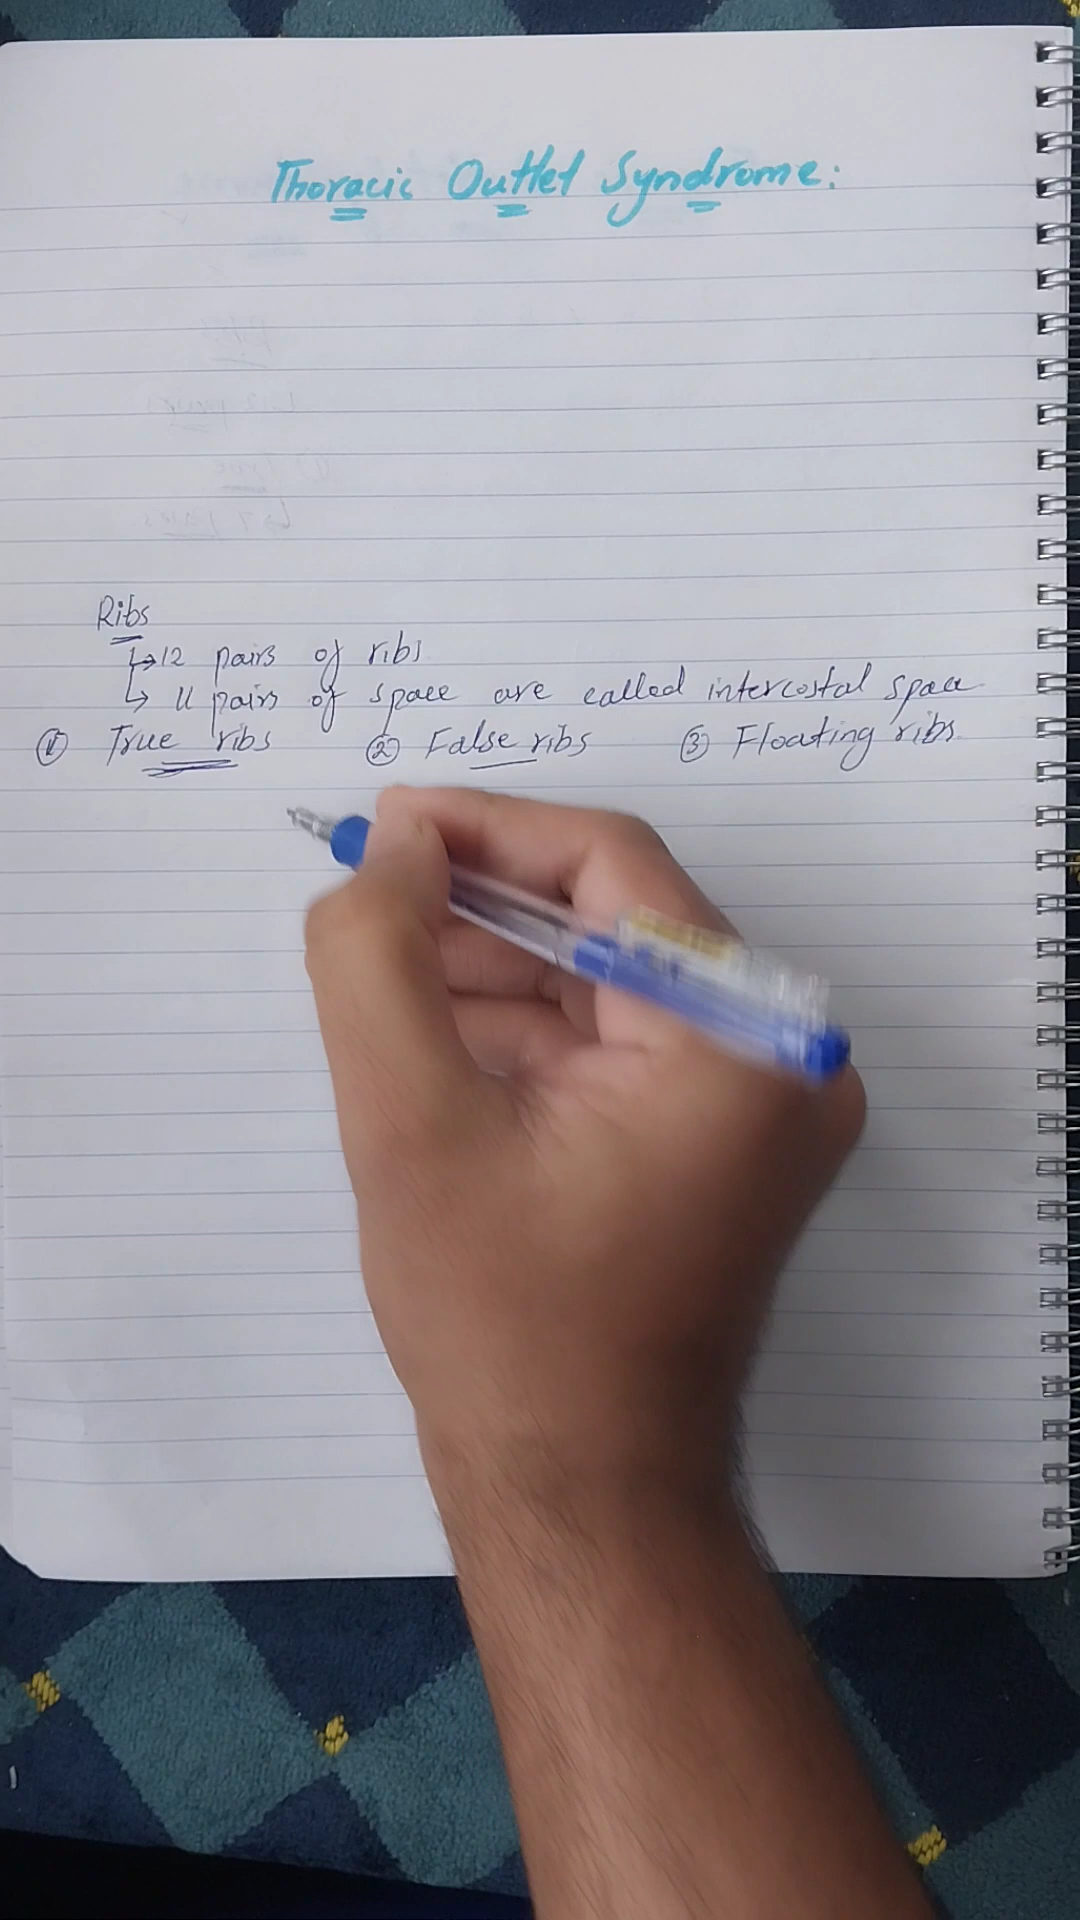 Thoracic Outlet Syndrome:
Ribs
↳ 12 pairs of ribs
↳ 11 pairs of space are called intercostal space
① True ribs ② False ribs ③ Floating ribs